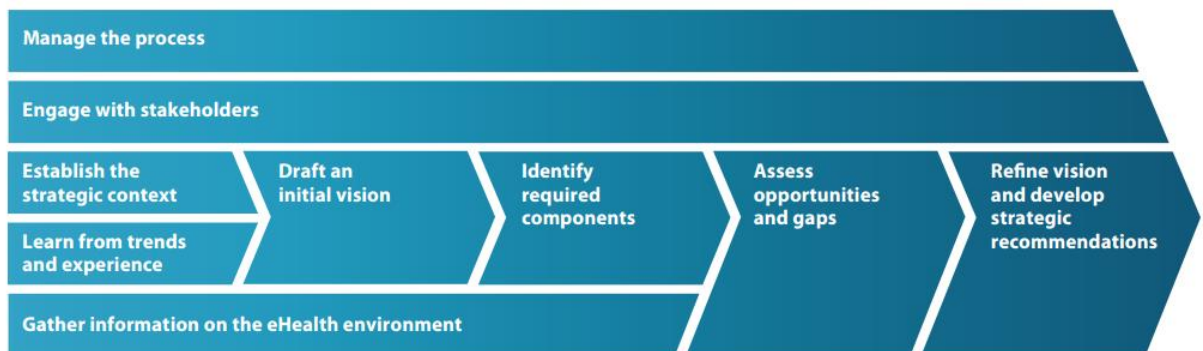 Manage the process
Engage with stakeholders
Establish the
strategic context
Learn from trends
and experience
Draft an
initial vision
Identify
required
components
Assess
opportunities
and gaps
Refine vision
and develop
strategic
recommendations
Gather information on the eHealth environment